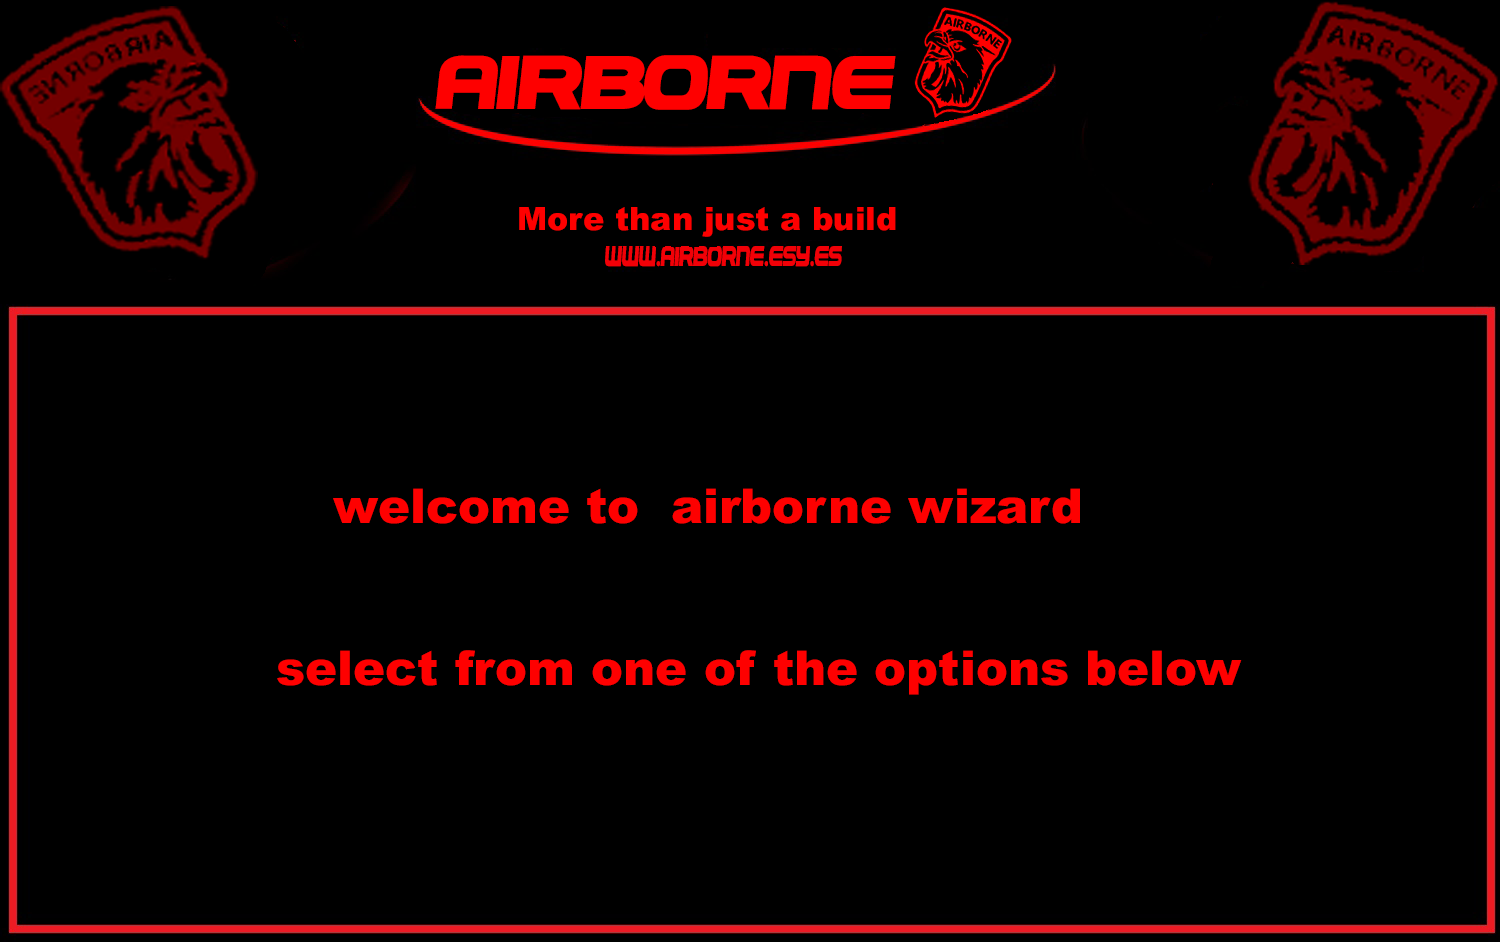 AIRBORNE
AIRBORNE
AIRBORNE
AIRBORNE
More than just a build
WWW.AIRBORNE.ESY.ES
welcome to airborne wizard
select from one of the options below